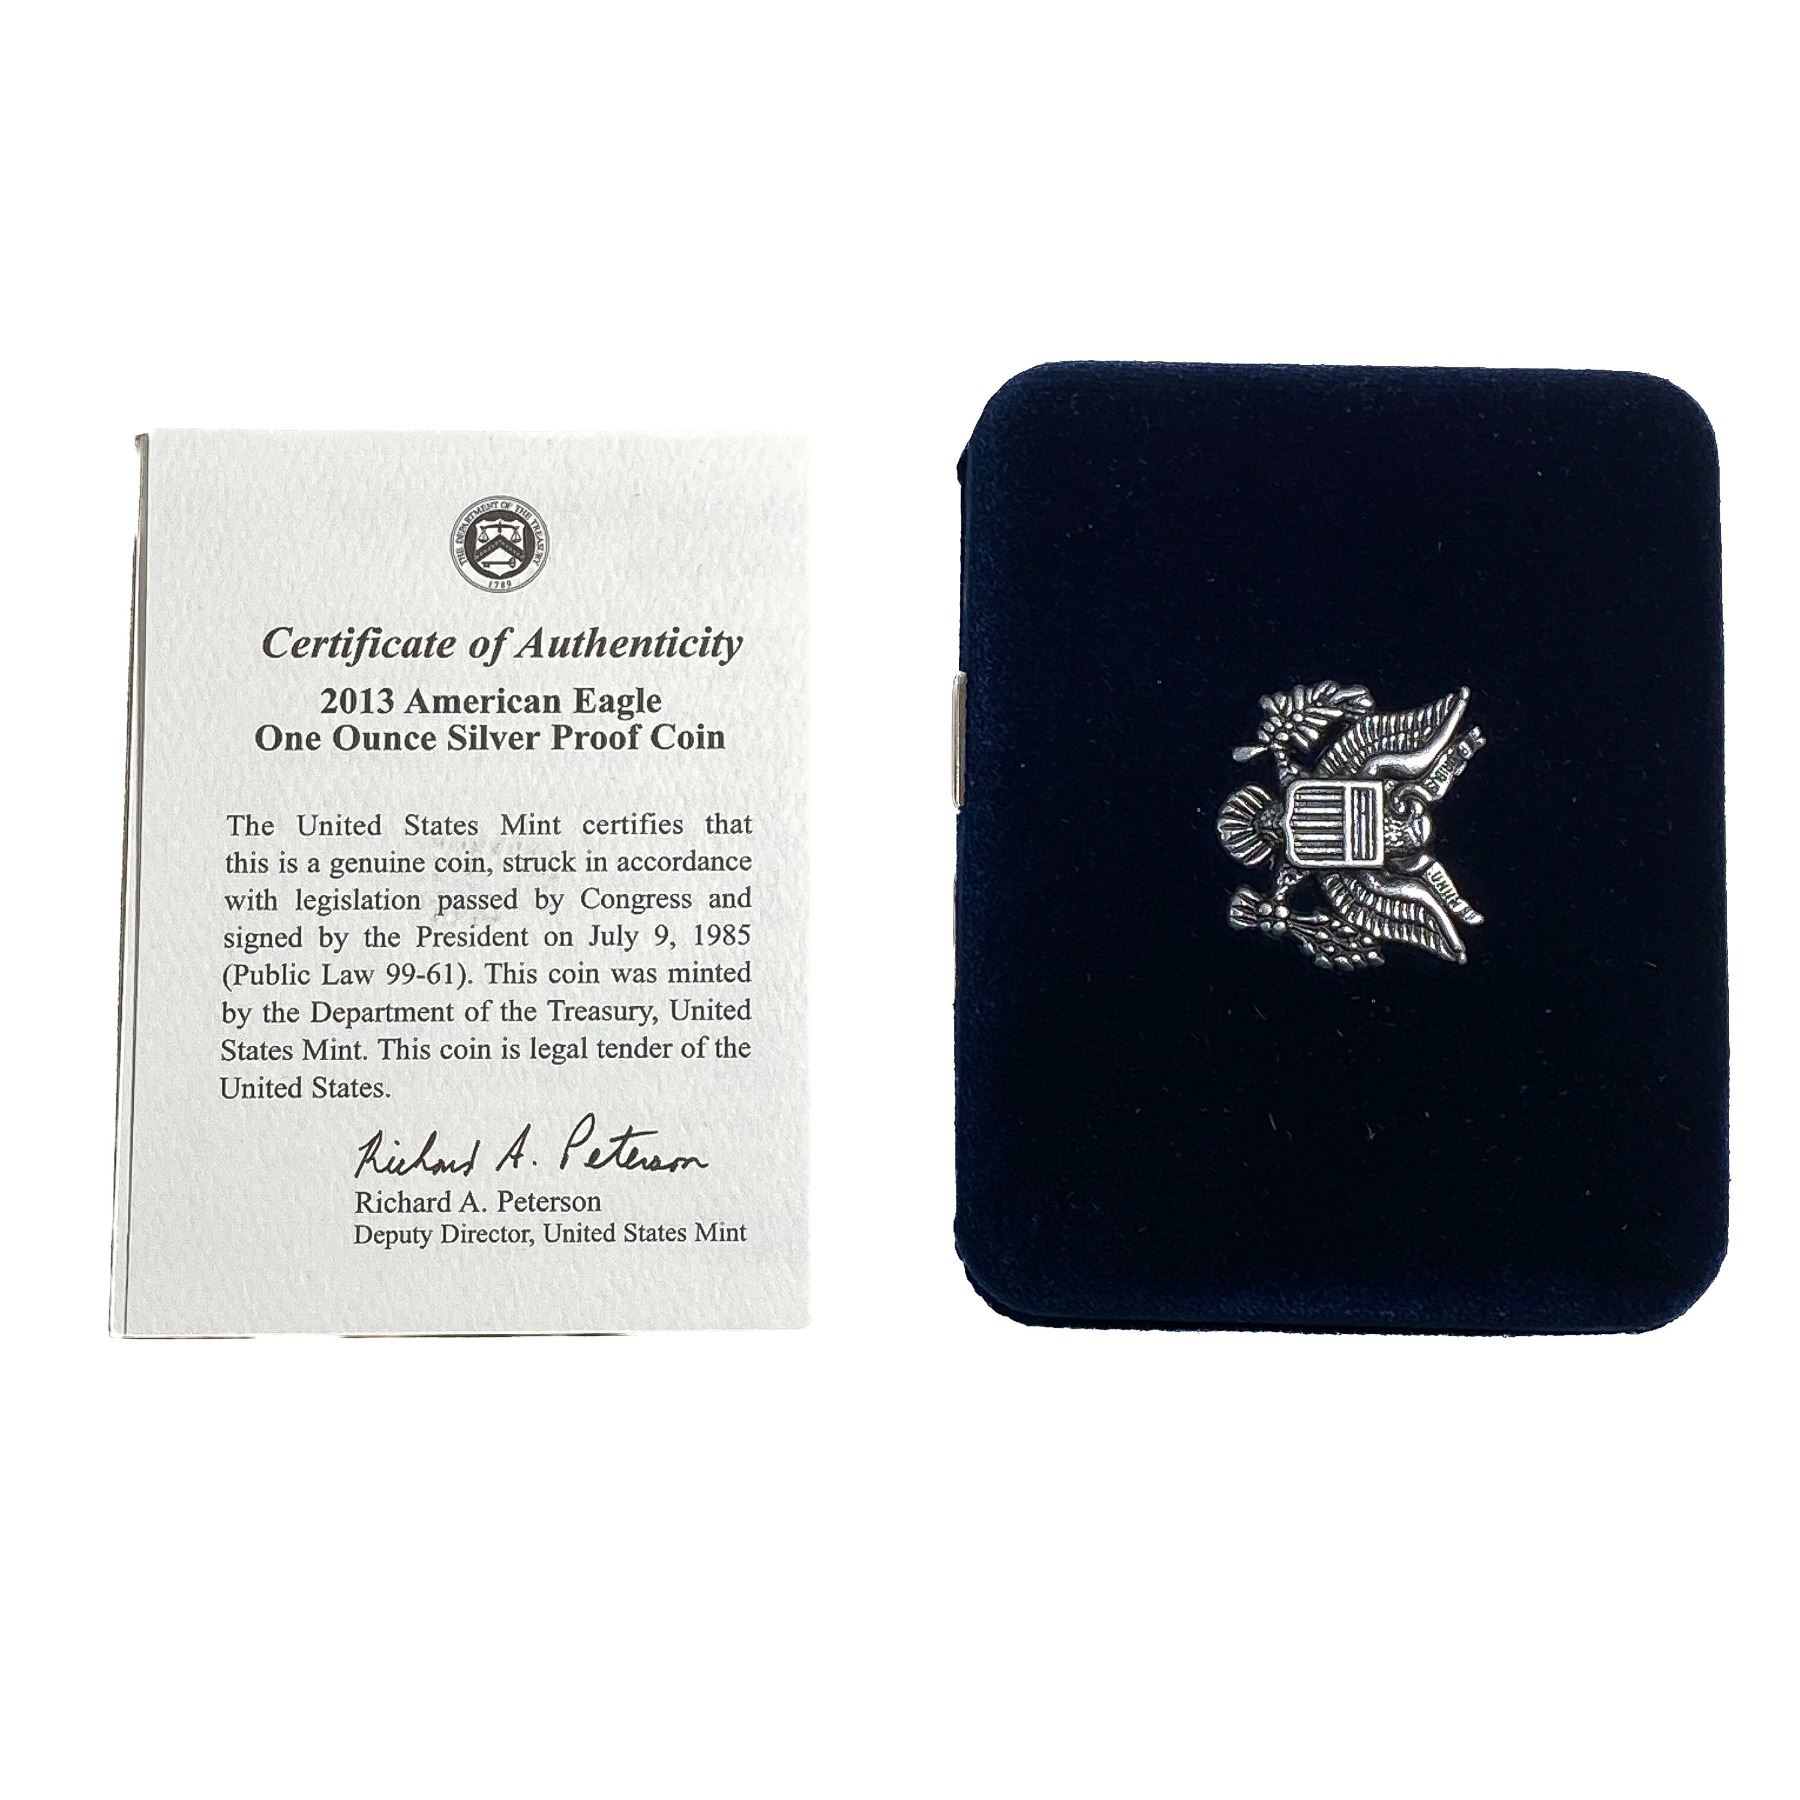 THE DEPARTMENT OF THE TREASURY
1789
Certificate of Authenticity
2013 American Eagle
One Ounce Silver Proof Coin
The United States Mint certifies that
this is a genuine coin, struck in accordance
with legislation passed by Congress and
signed by the President on July 9, 1985
(Public Law 99-61). This coin was minted
by the Department of the Treasury, United
States Mint. This coin is legal tender of the
United States.
Richard A. Peterson
Richard A. Peterson
Deputy Director, United States Mint